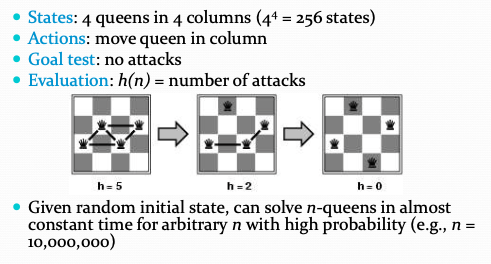 • States: 4 queens in 4 columns (4⁴ = 256 states)
• Actions: move queen in column
• Goal test: no attacks
• Evaluation: h(n) = number of attacks
h = 5 h = 2 h = 0
• Given random initial state, can solve n-queens in almost
constant time for arbitrary n with high probability (e.g., n =
10,000,000)